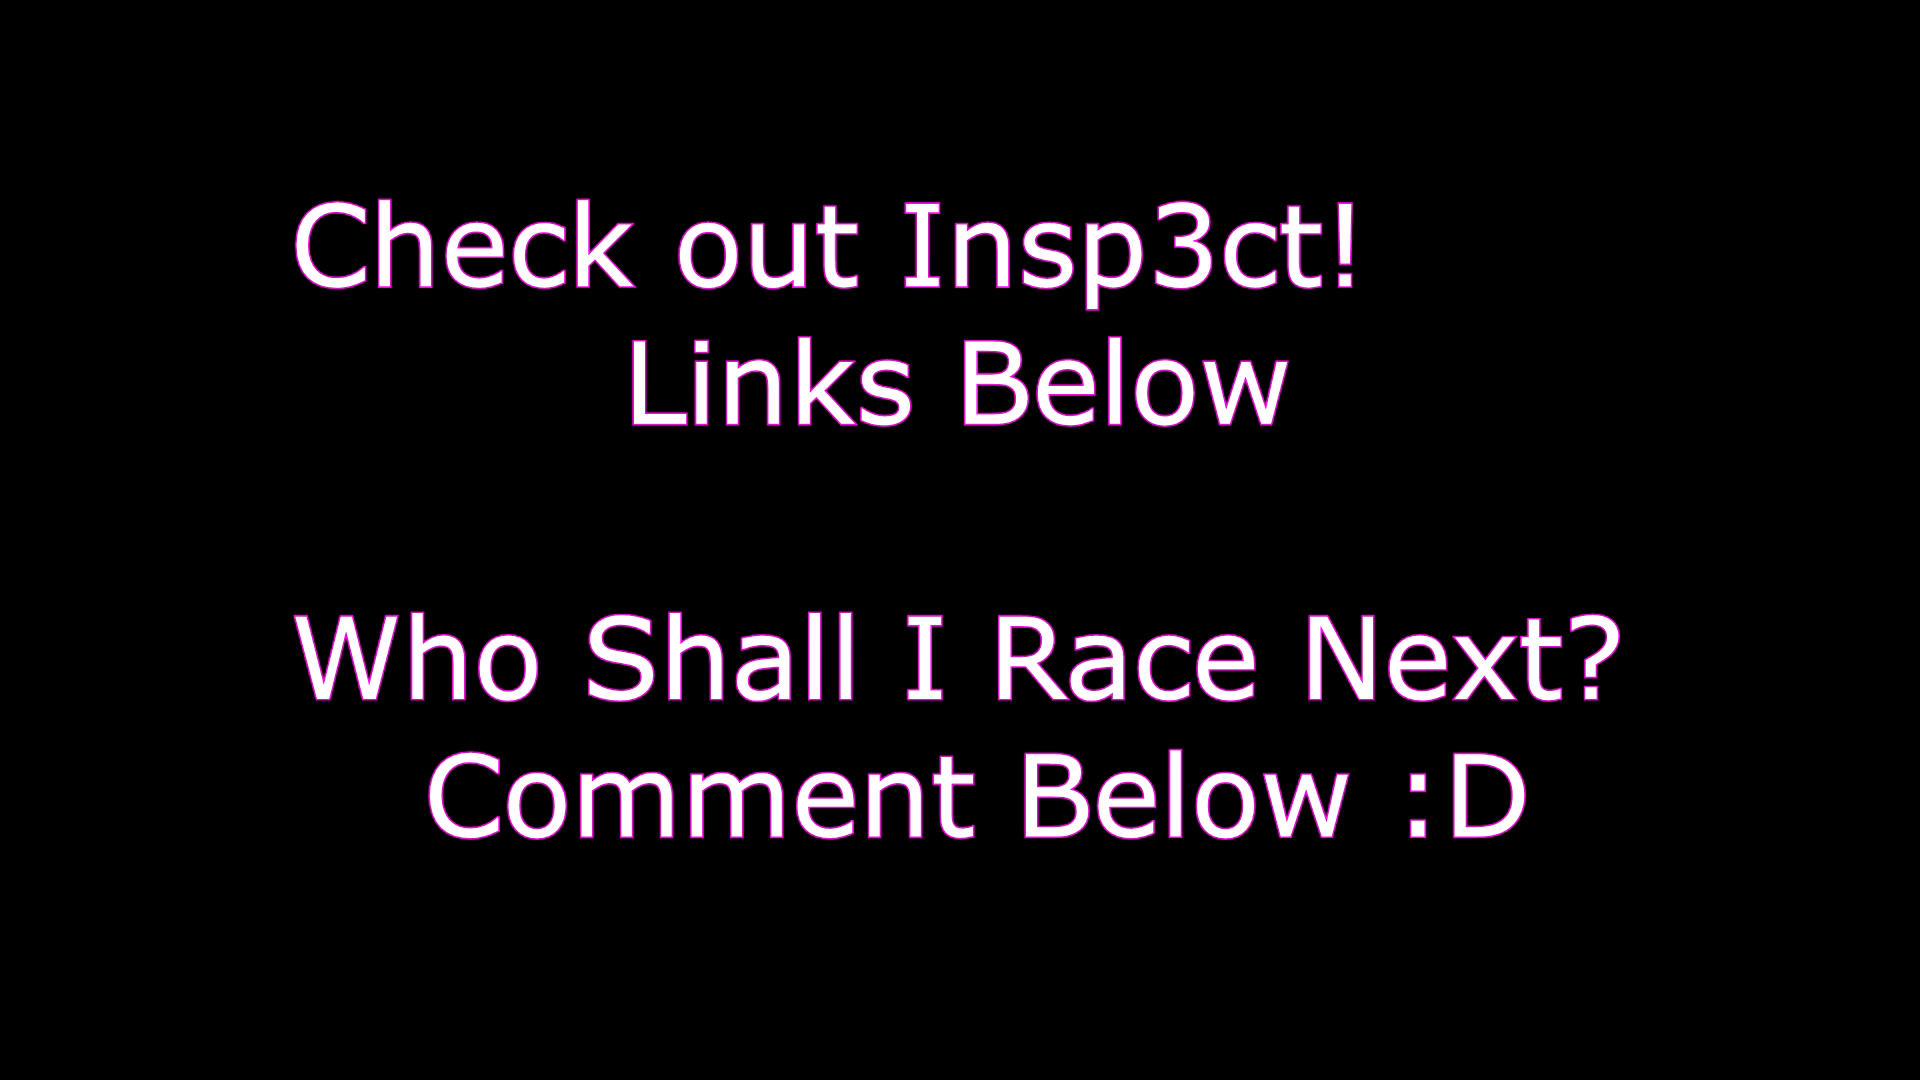 Check out Insp3ct!
Links Below
Who Shall I Race Next?
Comment Below :D